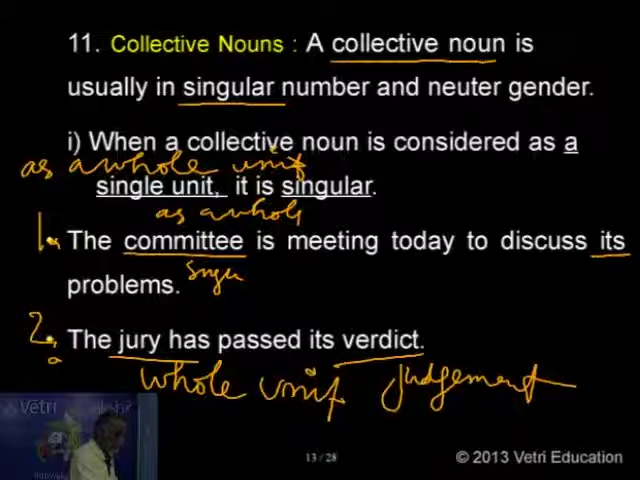 11. Collective Nouns : A collective noun is
usually in singular number and neuter gender.
i) When a collective noun is considered as a
as a whole unit
single unit, it is singular.
as a whole
1. The committee is meeting today to discuss its
problems.
2. The jury has passed its verdict.
whole unit judgement
Vetri
13 / 28
© 2013 Vetri Education